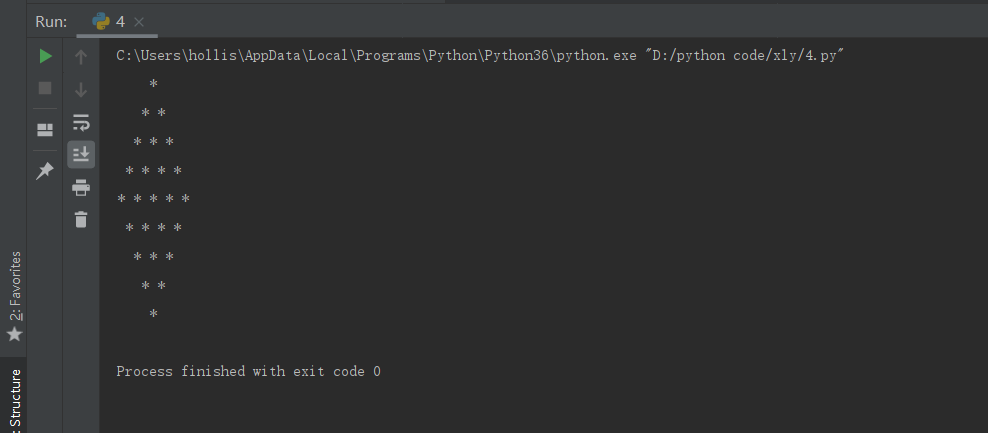 Run: 4
C:\Users\hollis\AppData\Local\Programs\Python\Python36\python.exe "D:/python code/xly/4.py"
    *
   * *
  * * *
 * * * *
* * * * *
 * * * *
  * * *
   * *
    *
Process finished with exit code 0
2: Favorites
: Structure